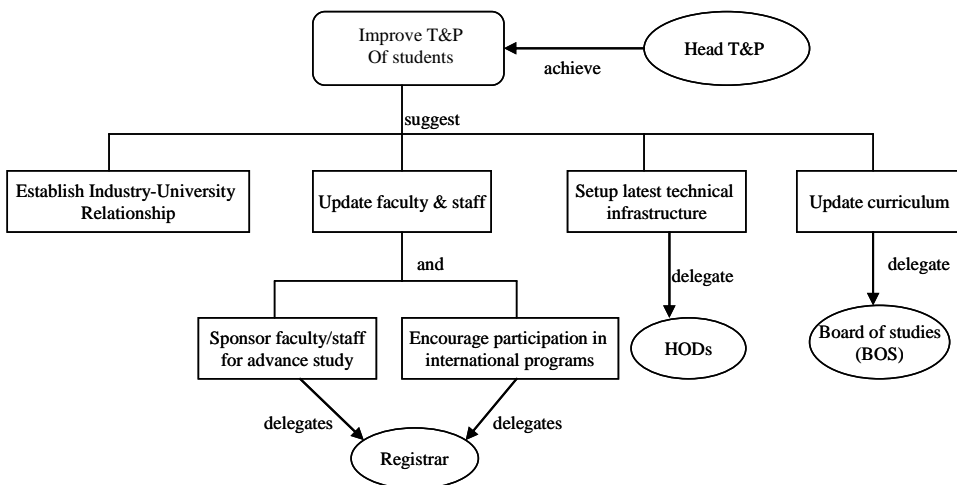 Improve T&P
Of students
Head T&P
achieve
suggest
Establish Industry-University
Relationship
Update faculty & staff
Setup latest technical
infrastructure
Update curriculum
and
delegate
delegate
Sponsor faculty/staff
for advance study
Encourage participation in
international programs
HODs
Board of studies
(BOS)
delegates
delegates
Registrar